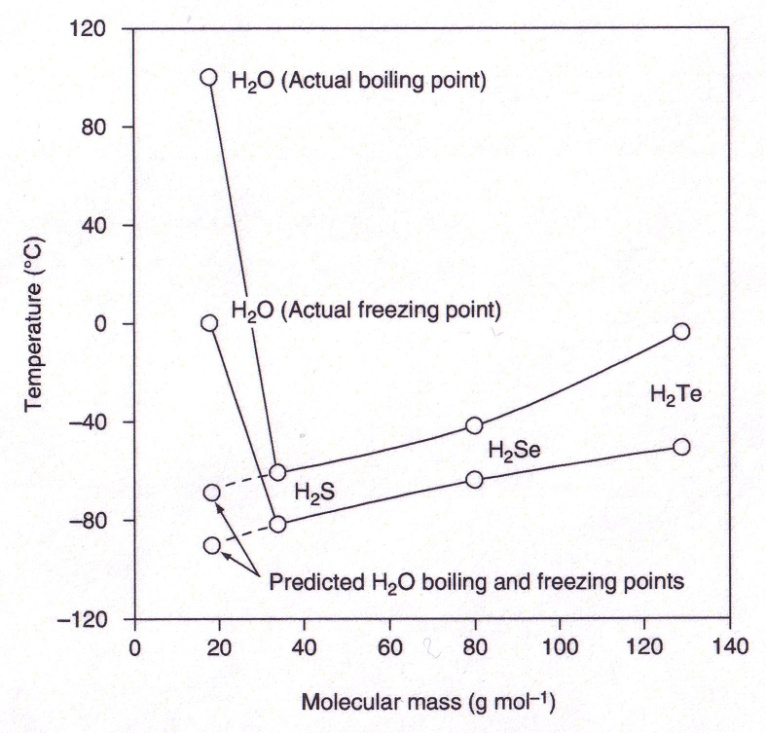 120
H₂O (Actual boiling point)
80
40
H₂O (Actual freezing point)
0
Temperature (°C)
H₂Te
–40
H₂Se
H₂S
–80
Predicted H₂O boiling and freezing points
–120
0 20 40 60 80 100 120 140
Molecular mass (g mol⁻¹)